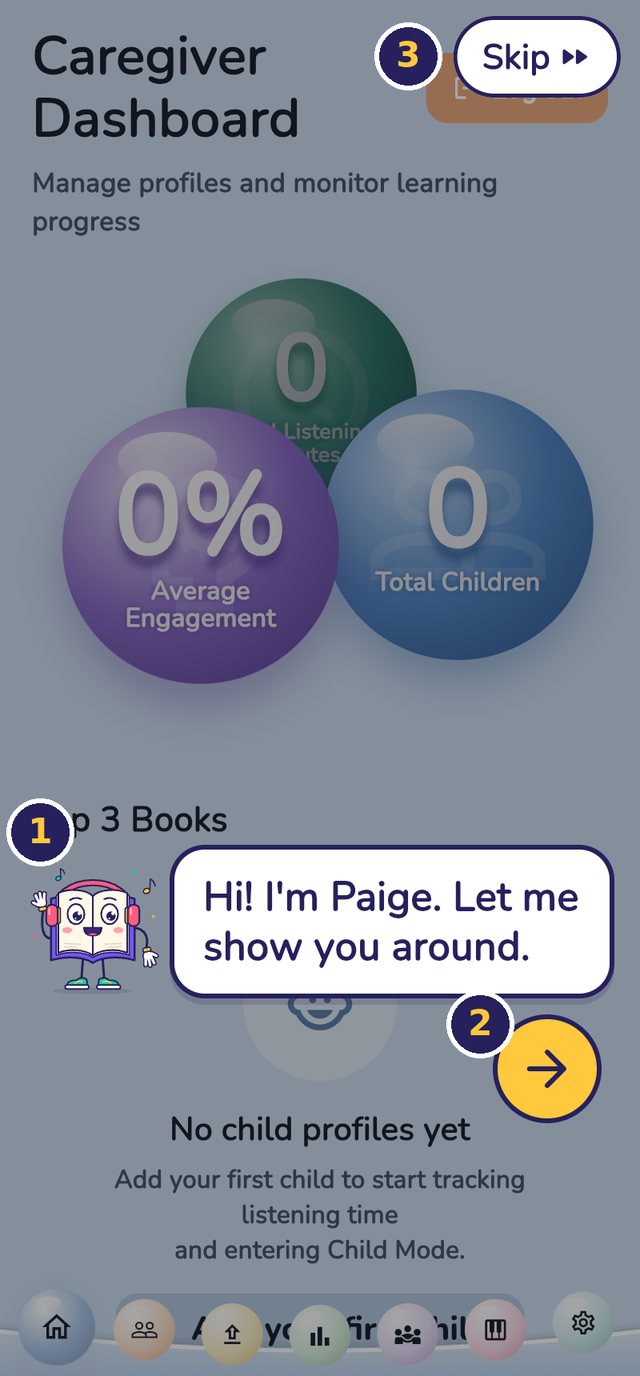 Caregiver
Dashboard
3
Skip
Manage profiles and monitor learning
progress
0
Listenin
0%
Average
Engagement
0
Total Children
1
p 3 Books
Hi! I'm Paige. Let me
show you around.
2
No child profiles yet
Add your first child to start tracking
listening time
and entering Child Mode.